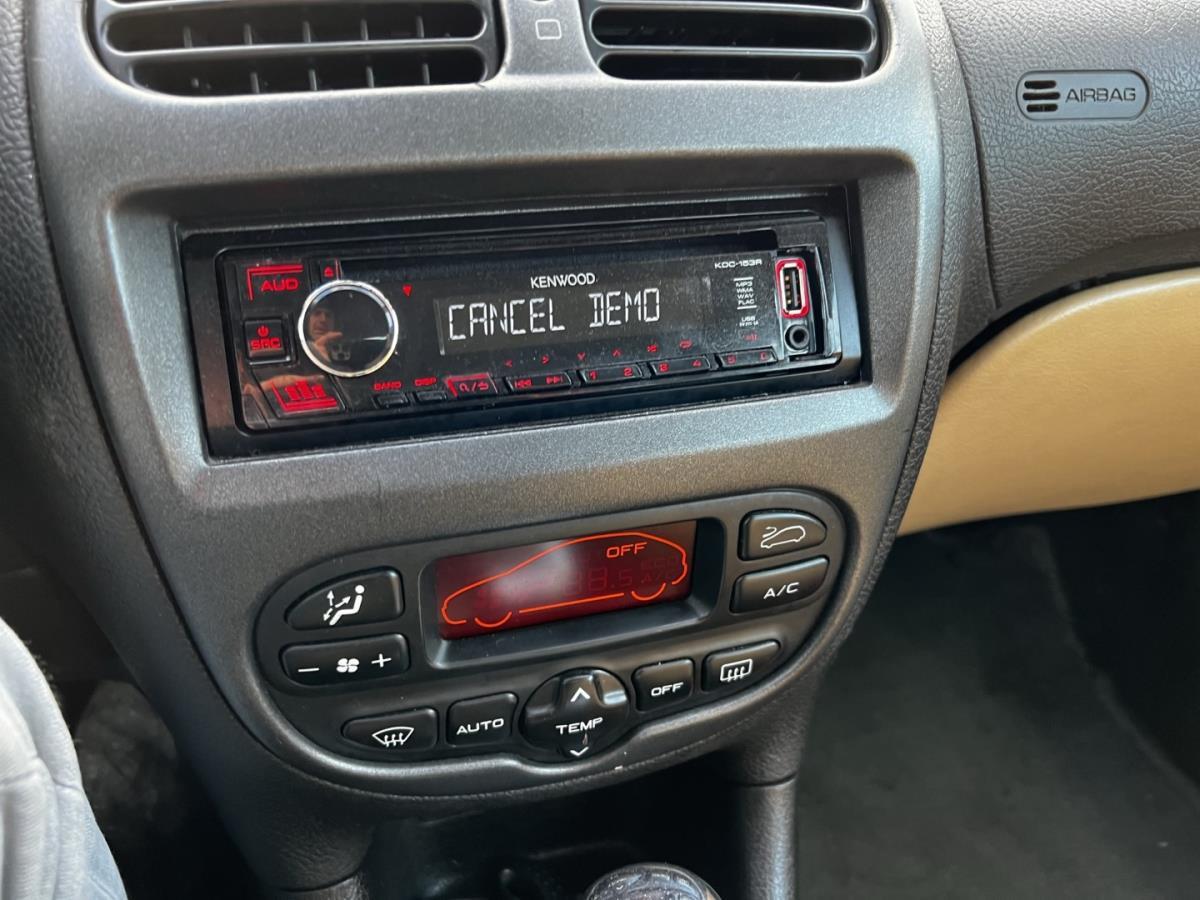 AIRBAG
KENWOOD
KDC-153R
AUD
CANCEL DEMO
MP3
WMA
WAV
FLAC
USB
SRC
BAND
DISP
1 2
3 4
5 6
OFF
A/C
- +
AUTO
TEMP
OFF